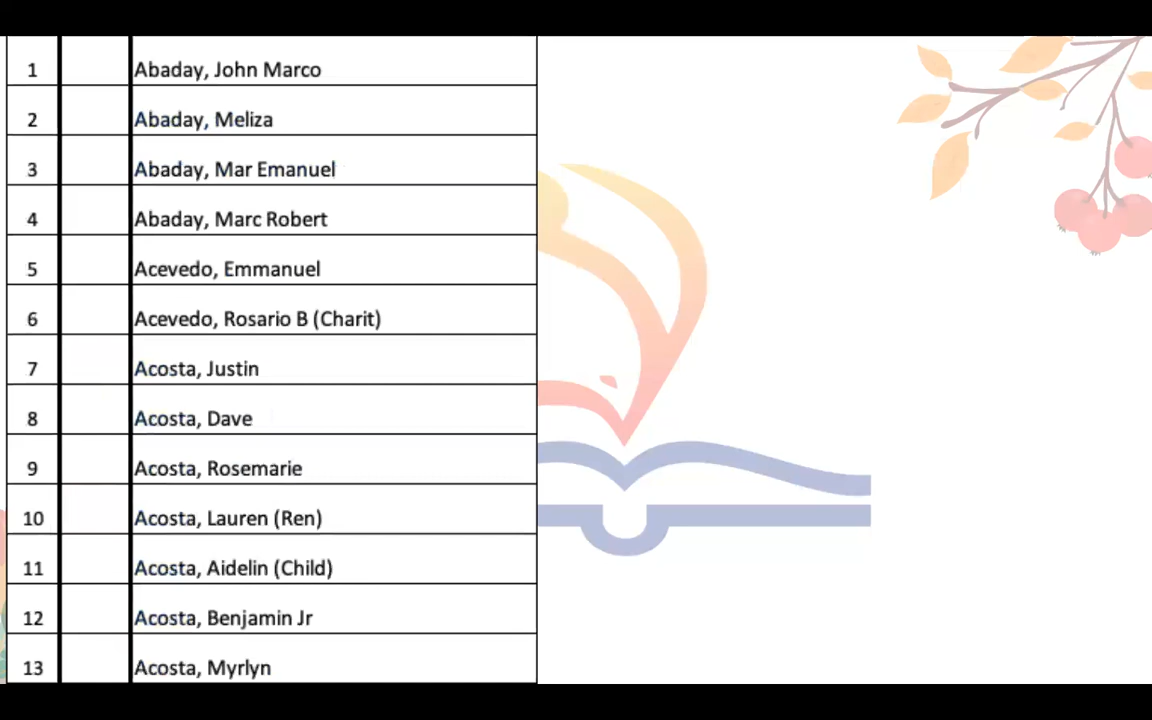 1 Abaday, John Marco
2 Abaday, Meliza
3 Abaday, Mar Emanuel
4 Abaday, Marc Robert
5 Acevedo, Emmanuel
6 Acevedo, Rosario B (Charit)
7 Acosta, Justin
8 Acosta, Dave
9 Acosta, Rosemarie
10 Acosta, Lauren (Ren)
11 Acosta, Aidelin (Child)
12 Acosta, Benjamin Jr
13 Acosta, Myrlyn